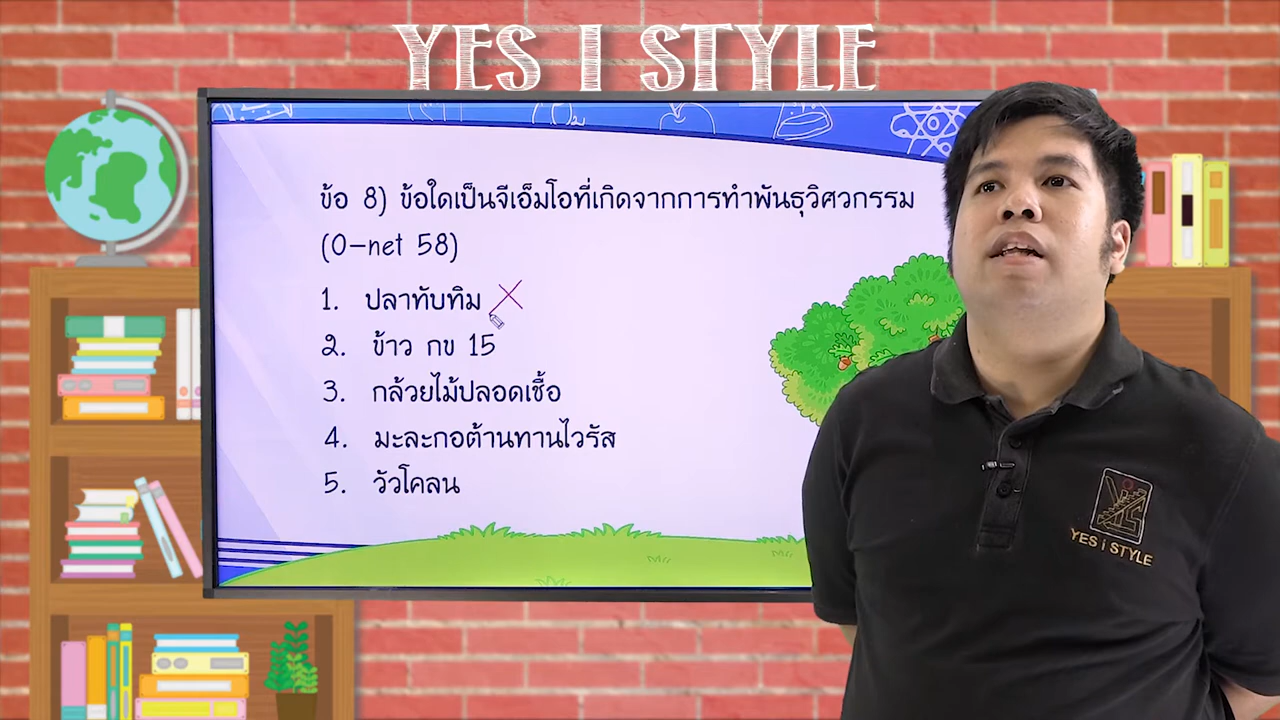 YES I STYLE
ข้อ 8) ข้อใดเป็นจีเอ็มโอที่เกิดจากการทำพันธุวิศวกรรม
(O-net 58)
1. ปลาทับทิม
2. ข้าว กข 15
3. กล้วยไม้ปลอดเชื้อ
4. มะละกอต้านทานไวรัส
5. วัวโคลน
YES i STYLE